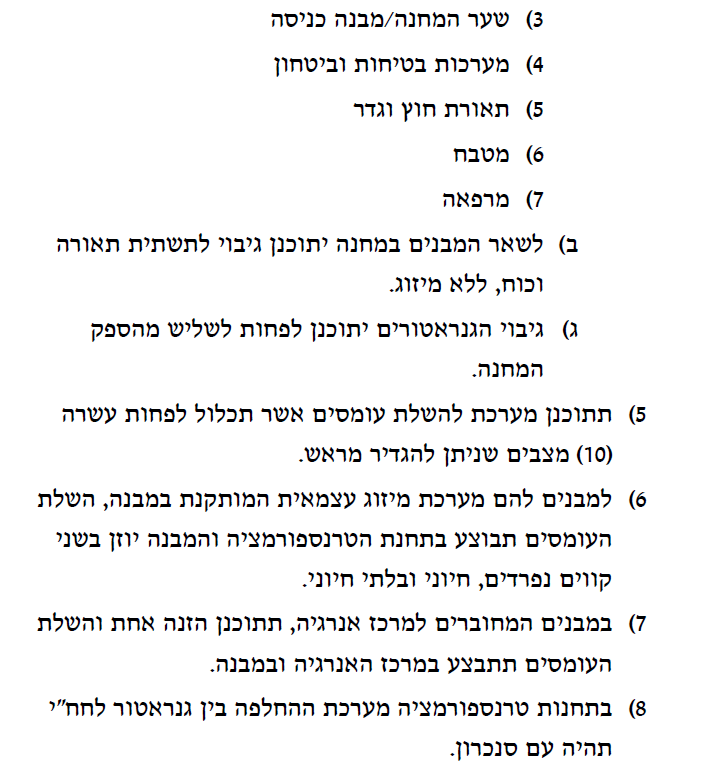 3) שער המחנה/מבנה כניסה
4) מערכות בטיחות וביטחון
5) תאורת חוץ וגדר
6) מטבח
7) מרפאה
ב) לשאר המבנים במחנה יתוכנן גיבוי לתשתית תאורה
וכוח, ללא מיזוג.
ג) גיבוי הגנראטורים יתוכנן לפחות לשליש מהספק
המחנה.
5) תתוכנן מערכת להשלת עומסים אשר תכלול לפחות עשרה
(10) מצבים שניתן להגדיר מראש.
6) למבנים להם מערכת מיזוג עצמאית המותקנת במבנה, השלת
העומסים תבוצע בתחנת הטרנספורמציה והמבנה יוזן בשני
קווים נפרדים, חיוני ובלתי חיוני.
7) במבנים המחוברים למרכז אנרגיה, תתוכנן הזנה אחת והשלת
העומסים תתבצע במרכז האנרגיה ובמבנה.
8) בתחנות טרנספורמציה מערכת ההחלפה בין גנראטור לחח"י
תהיה עם סנכרון.